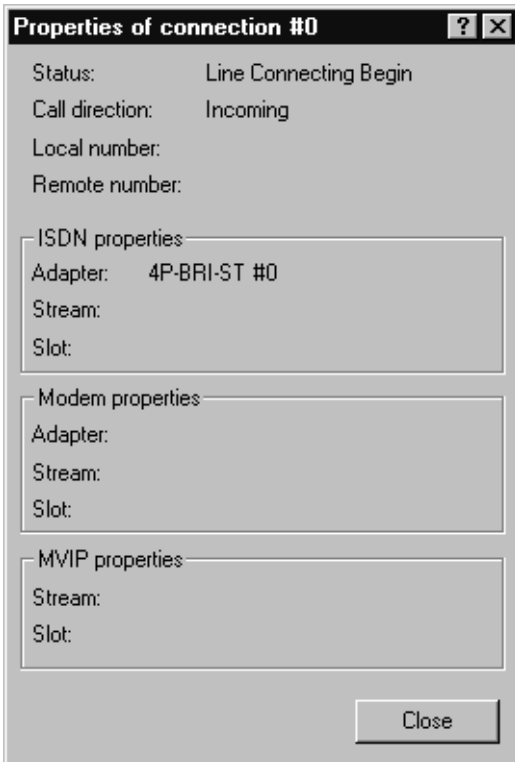 Properties of connection #0
Status: Line Connecting Begin
Call direction: Incoming
Local number:
Remote number:
ISDN properties
Adapter: 4P-BRI-ST #0
Stream:
Slot:
Modem properties
Adapter:
Stream:
Slot:
MVIP properties
Stream:
Slot:
Close